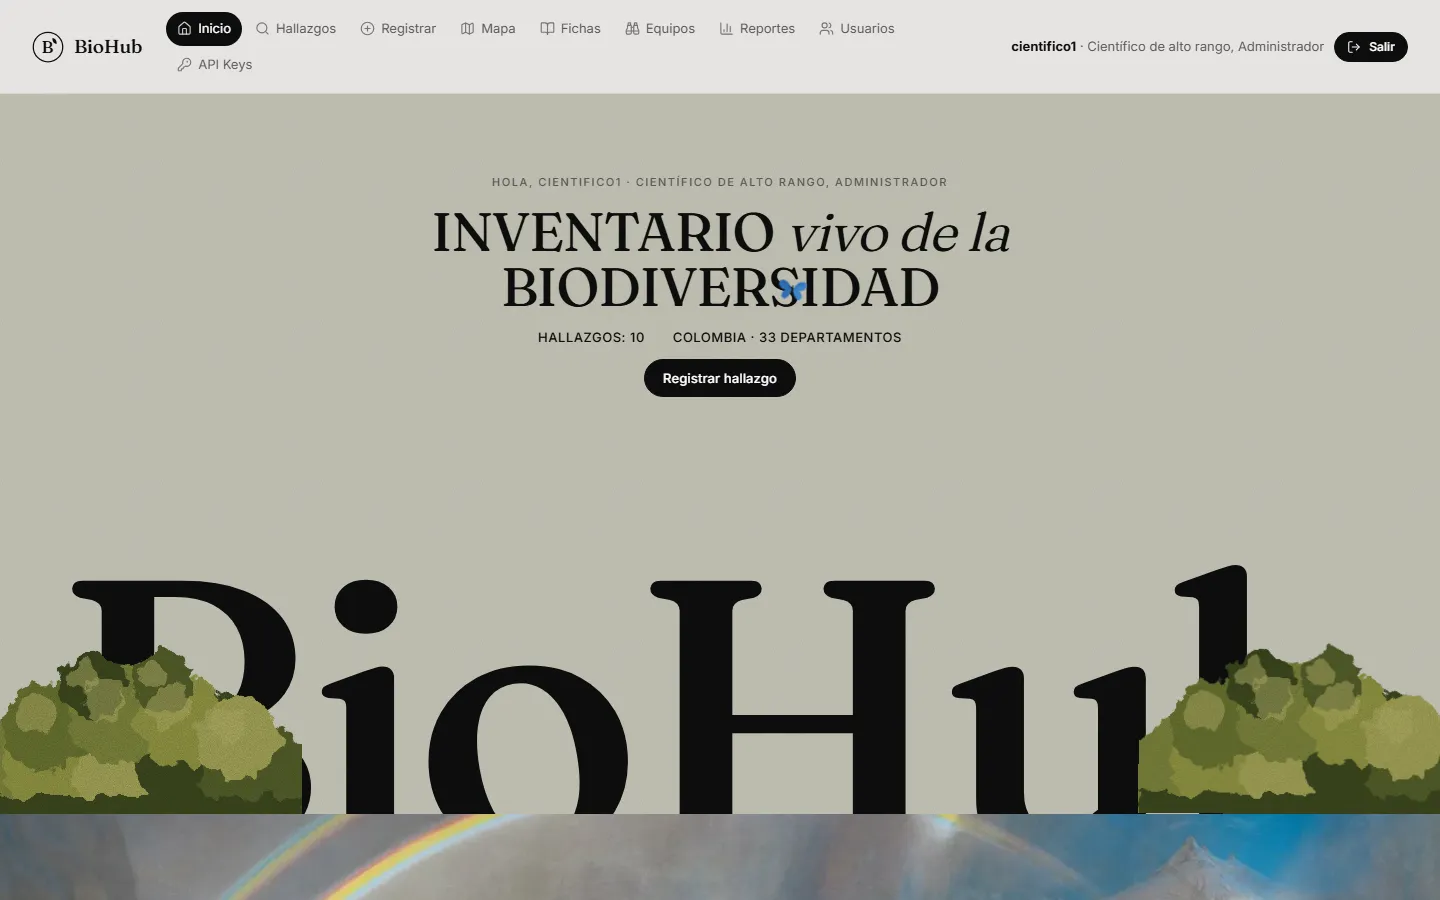 B BioHub
Inicio Hallazgos Registrar Mapa Fichas Equipos Reportes Usuarios
API Keys
cientifico1 · Científico de alto rango, Administrador Salir
HOLA, CIENTIFICO1 · CIENTÍFICO DE ALTO RANGO, ADMINISTRADOR
INVENTARIO vivo de la
BIODIVERSIDAD
HALLAZGOS: 10 COLOMBIA · 33 DEPARTAMENTOS
Registrar hallazgo
BioHub